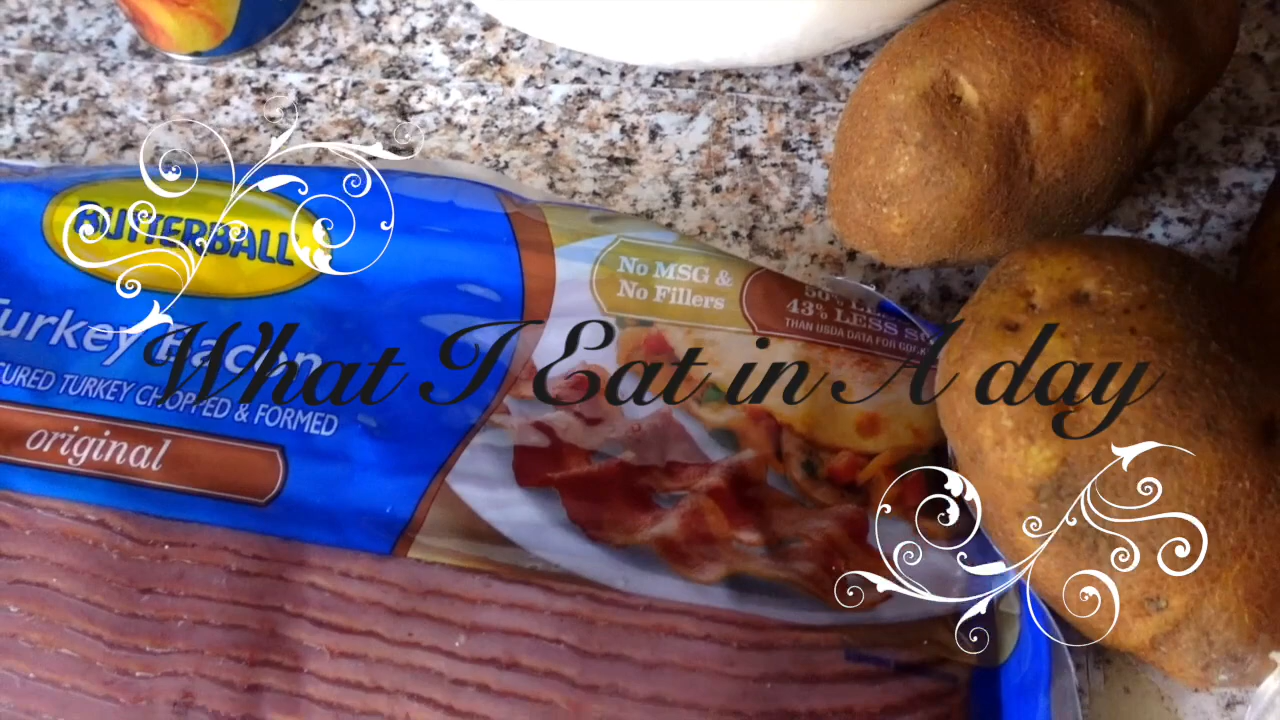 BUTTERBALL
Turkey Bacon
CURED TURKEY CHOPPED & FORMED
original
No MSG &
No Fillers
43% LESS
THAN USDA DATA FOR
What I Eat in A day